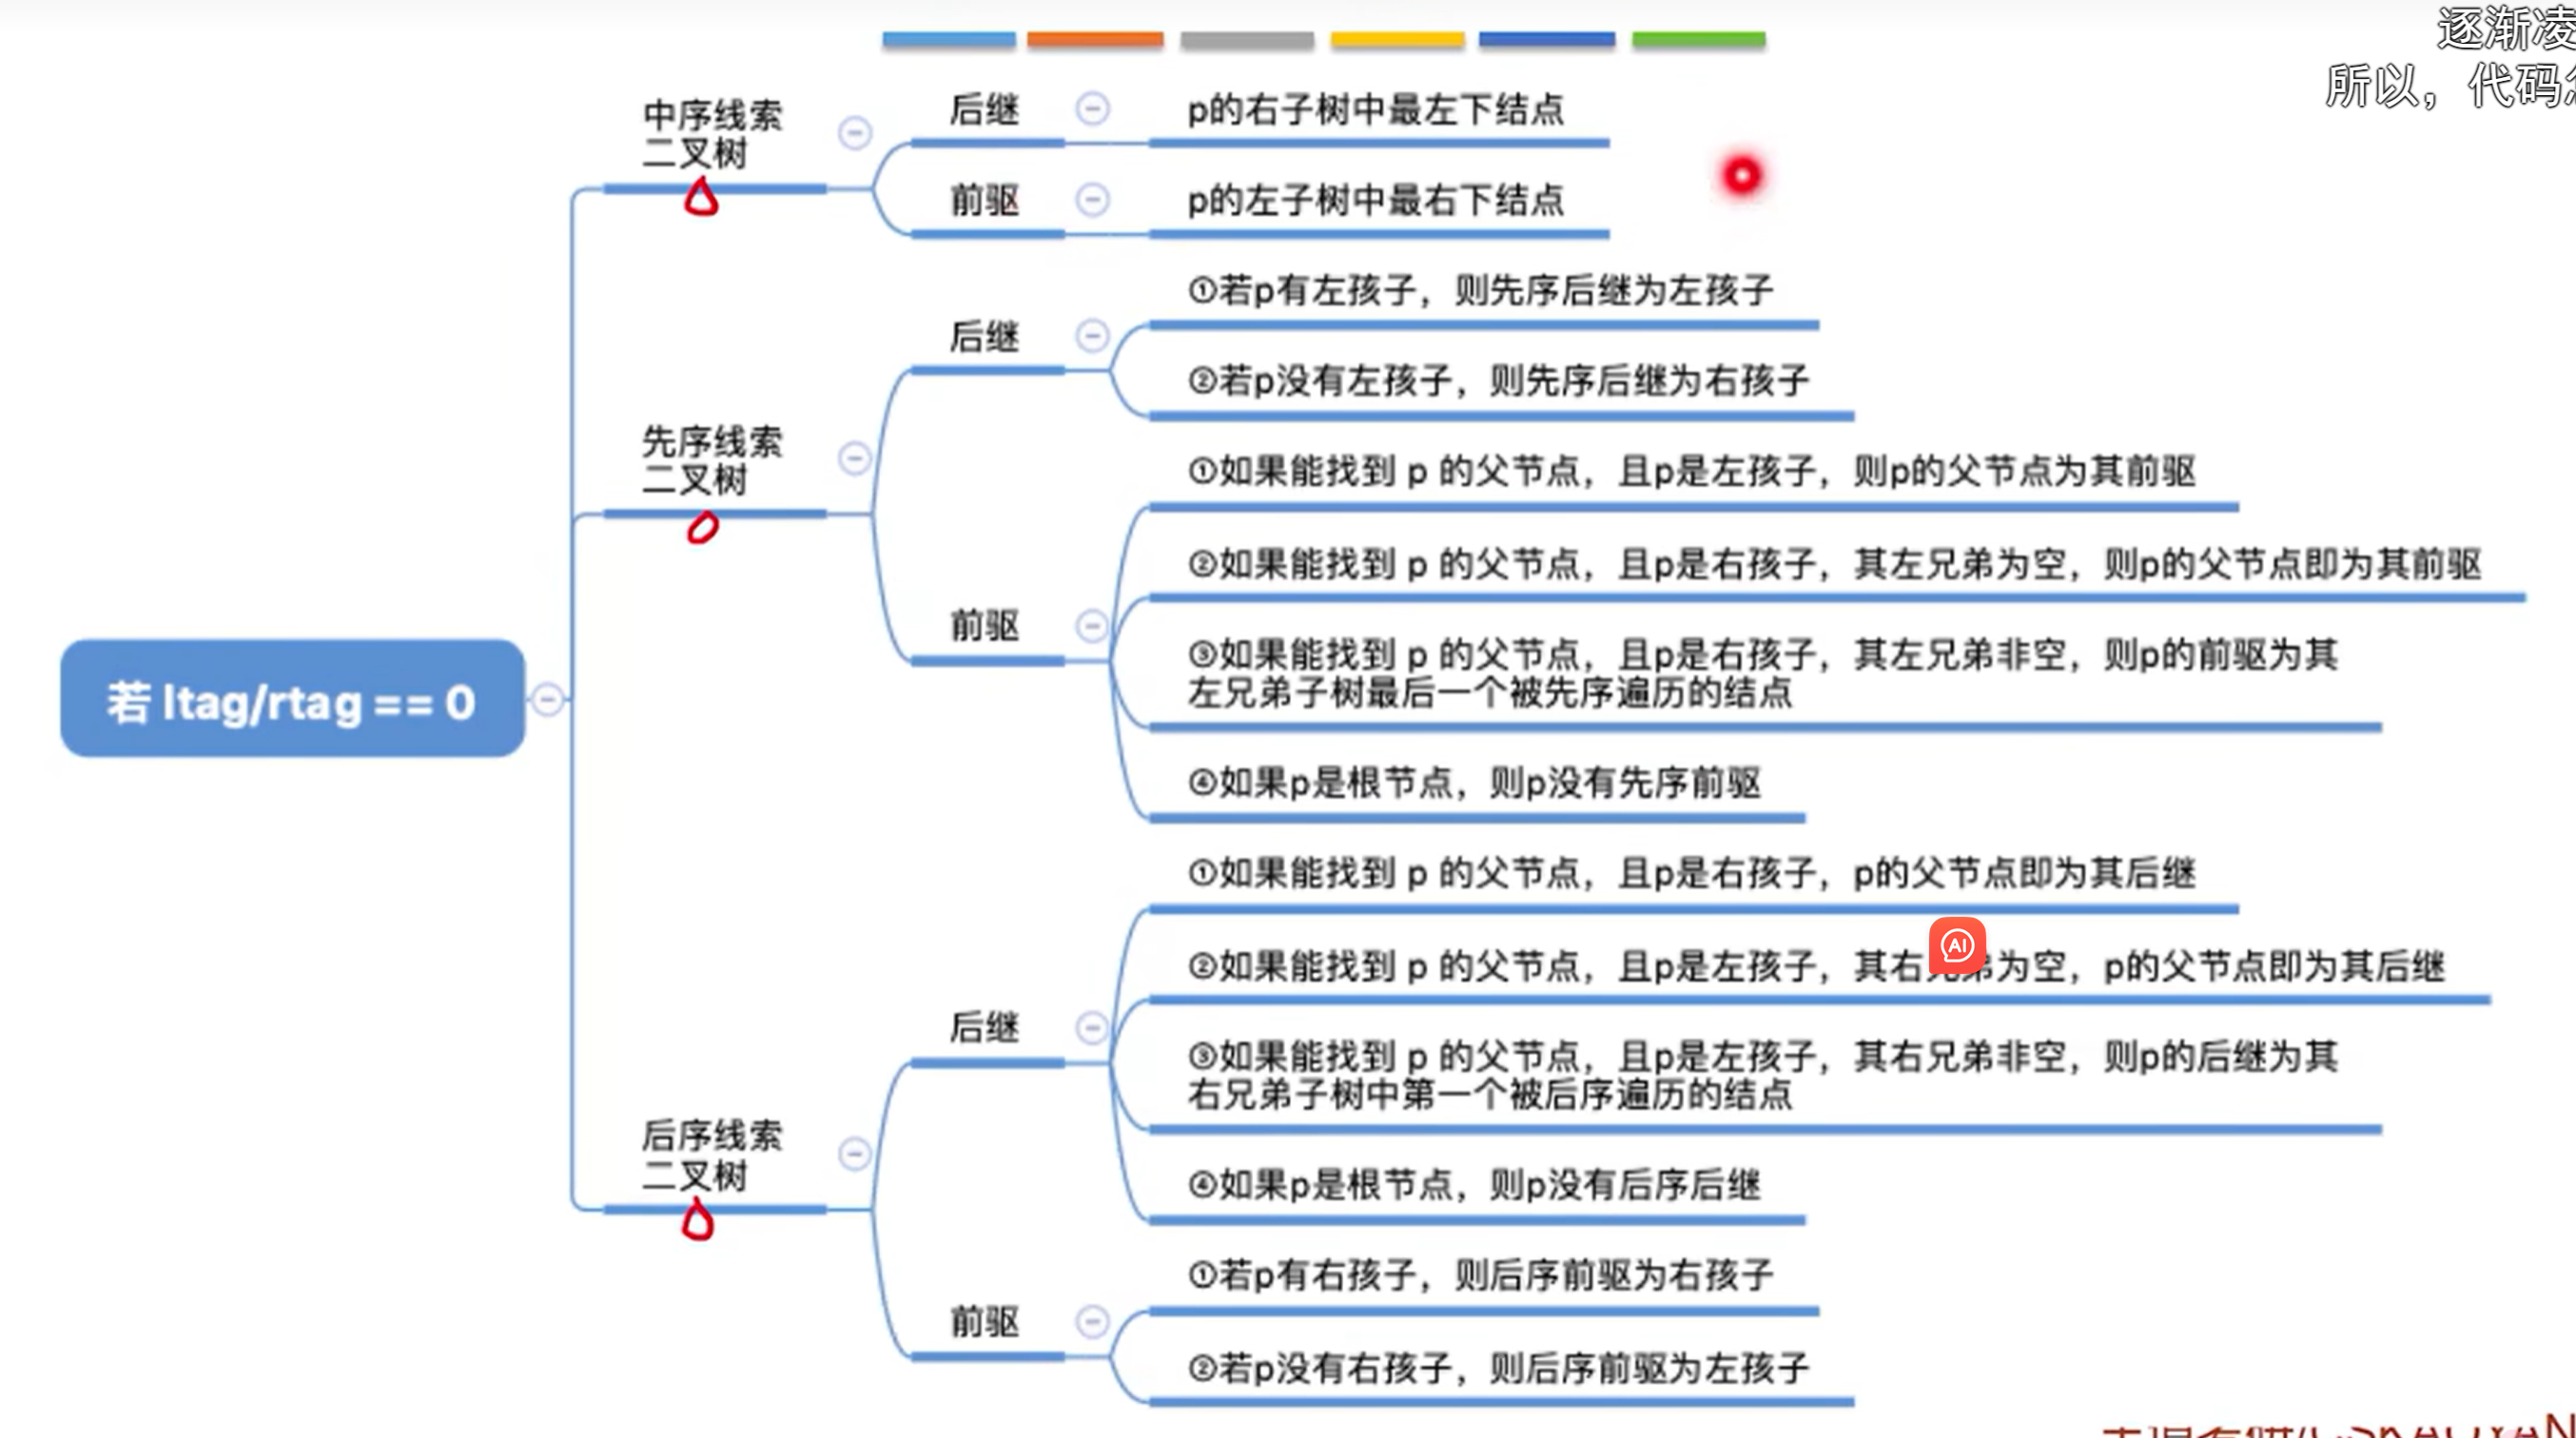 逐渐凌
所以，代码怎
中序线索
二叉树
后继
p的右子树中最左下结点
前驱
p的左子树中最右下结点
先序线索
二叉树
后继
①若p有左孩子，则先序后继为左孩子
②若p没有左孩子，则先序后继为右孩子
前驱
①如果能找到 p 的父节点，且p是左孩子，则p的父节点为其前驱
②如果能找到 p 的父节点，且p是右孩子，其左兄弟为空，则p的父节点即为其前驱
③如果能找到 p 的父节点，且p是右孩子，其左兄弟非空，则p的前驱为其
左兄弟子树最后一个被先序遍历的结点
④如果p是根节点，则p没有先序前驱
若 ltag/rtag == 0
后序线索
二叉树
后继
①如果能找到 p 的父节点，且p是右孩子，p的父节点即为其后继
AI
②如果能找到 p 的父节点，且p是左孩子，其右兄弟为空，p的父节点即为其后继
③如果能找到 p 的父节点，且p是左孩子，其右兄弟非空，则p的后继为其
右兄弟子树中第一个被后序遍历的结点
④如果p是根节点，则p没有后序后继
前驱
①若p有右孩子，则后序前驱为右孩子
②若p没有右孩子，则后序前驱为左孩子